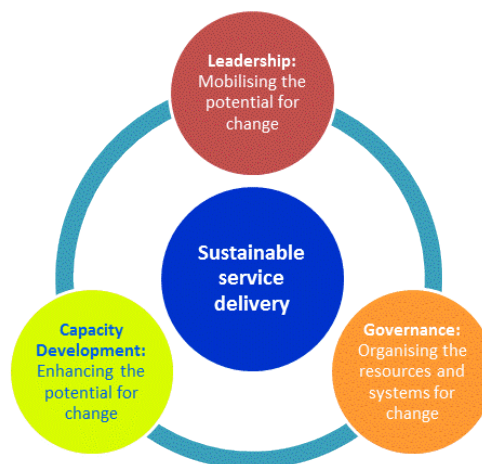 Leadership:
Mobilising the
potential for
change
Sustainable
service
delivery
Capacity
Development:
Enhancing the
potential for
change
Governance:
Organising the
resources and
systems for
change